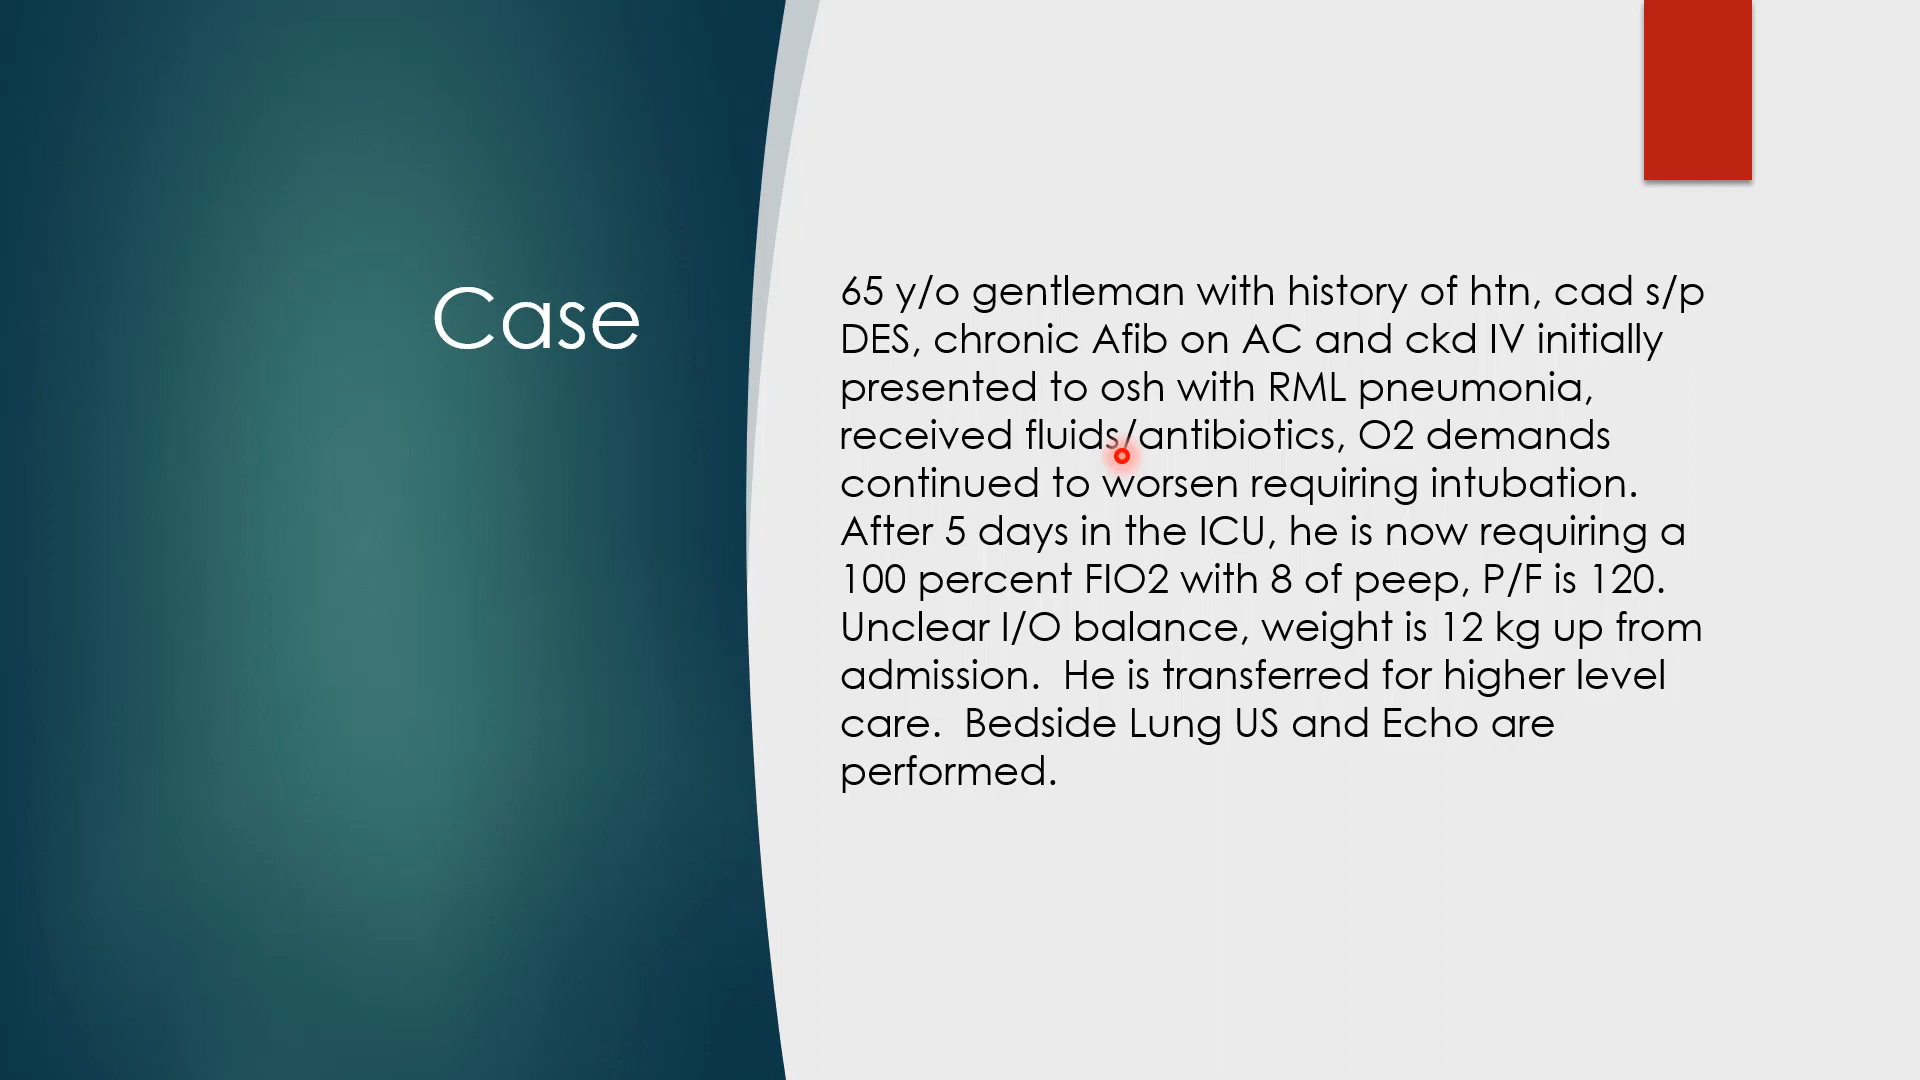 Case
65 y/o gentleman with history of htn, cad s/p
DES, chronic Afib on AC and ckd IV initially
presented to osh with RML pneumonia,
received fluids/antibiotics, O2 demands
continued to worsen requiring intubation.
After 5 days in the ICU, he is now requiring a
100 percent FIO2 with 8 of peep, P/F is 120.
Unclear I/O balance, weight is 12 kg up from
admission.  He is transferred for higher level
care.  Bedside Lung US and Echo are
performed.